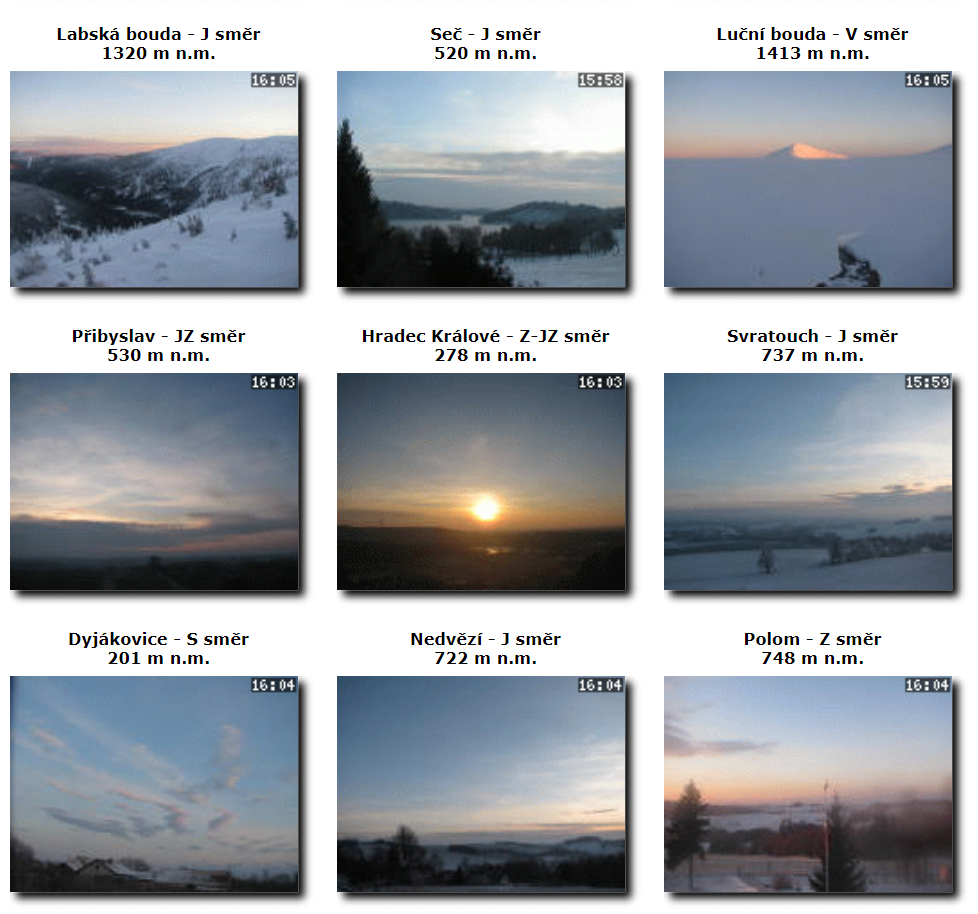 Labská bouda - J směr
1320 m n.m.
16:05
Seč - J směr
520 m n.m.
15:58
Luční bouda - V směr
1413 m n.m.
16:05
Přibyslav - JZ směr
530 m n.m.
16:03
Hradec Králové - Z-JZ směr
278 m n.m.
16:03
Svratouch - J směr
737 m n.m.
15:59
Dyjákovice - S směr
201 m n.m.
16:04
Nedvězí - J směr
722 m n.m.
16:04
Polom - Z směr
748 m n.m.
16:04